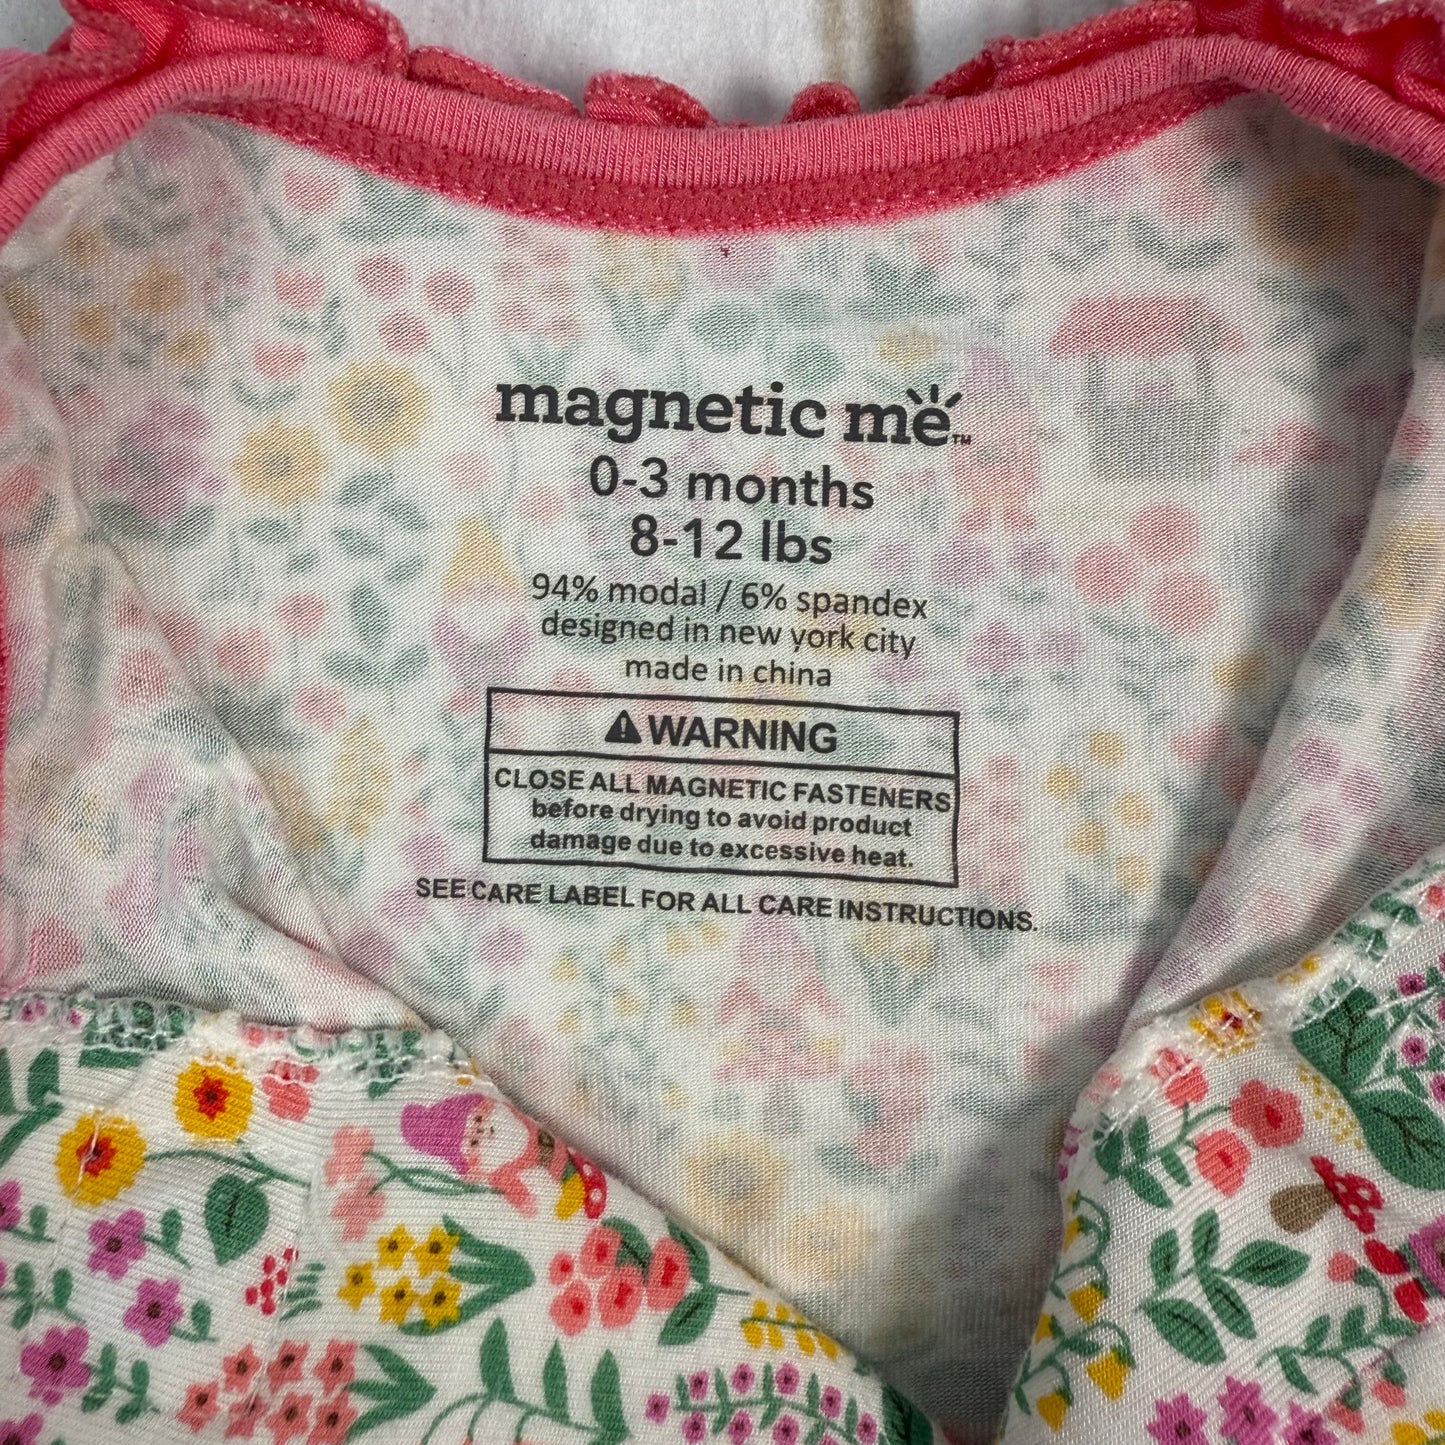 magnetic me™
0-3 months
8-12 lbs
94% modal / 6% spandex
designed in new york city
made in china
⚠ WARNING
CLOSE ALL MAGNETIC FASTENERS
before drying to avoid product
damage due to excessive heat.
SEE CARE LABEL FOR ALL CARE INSTRUCTIONS.